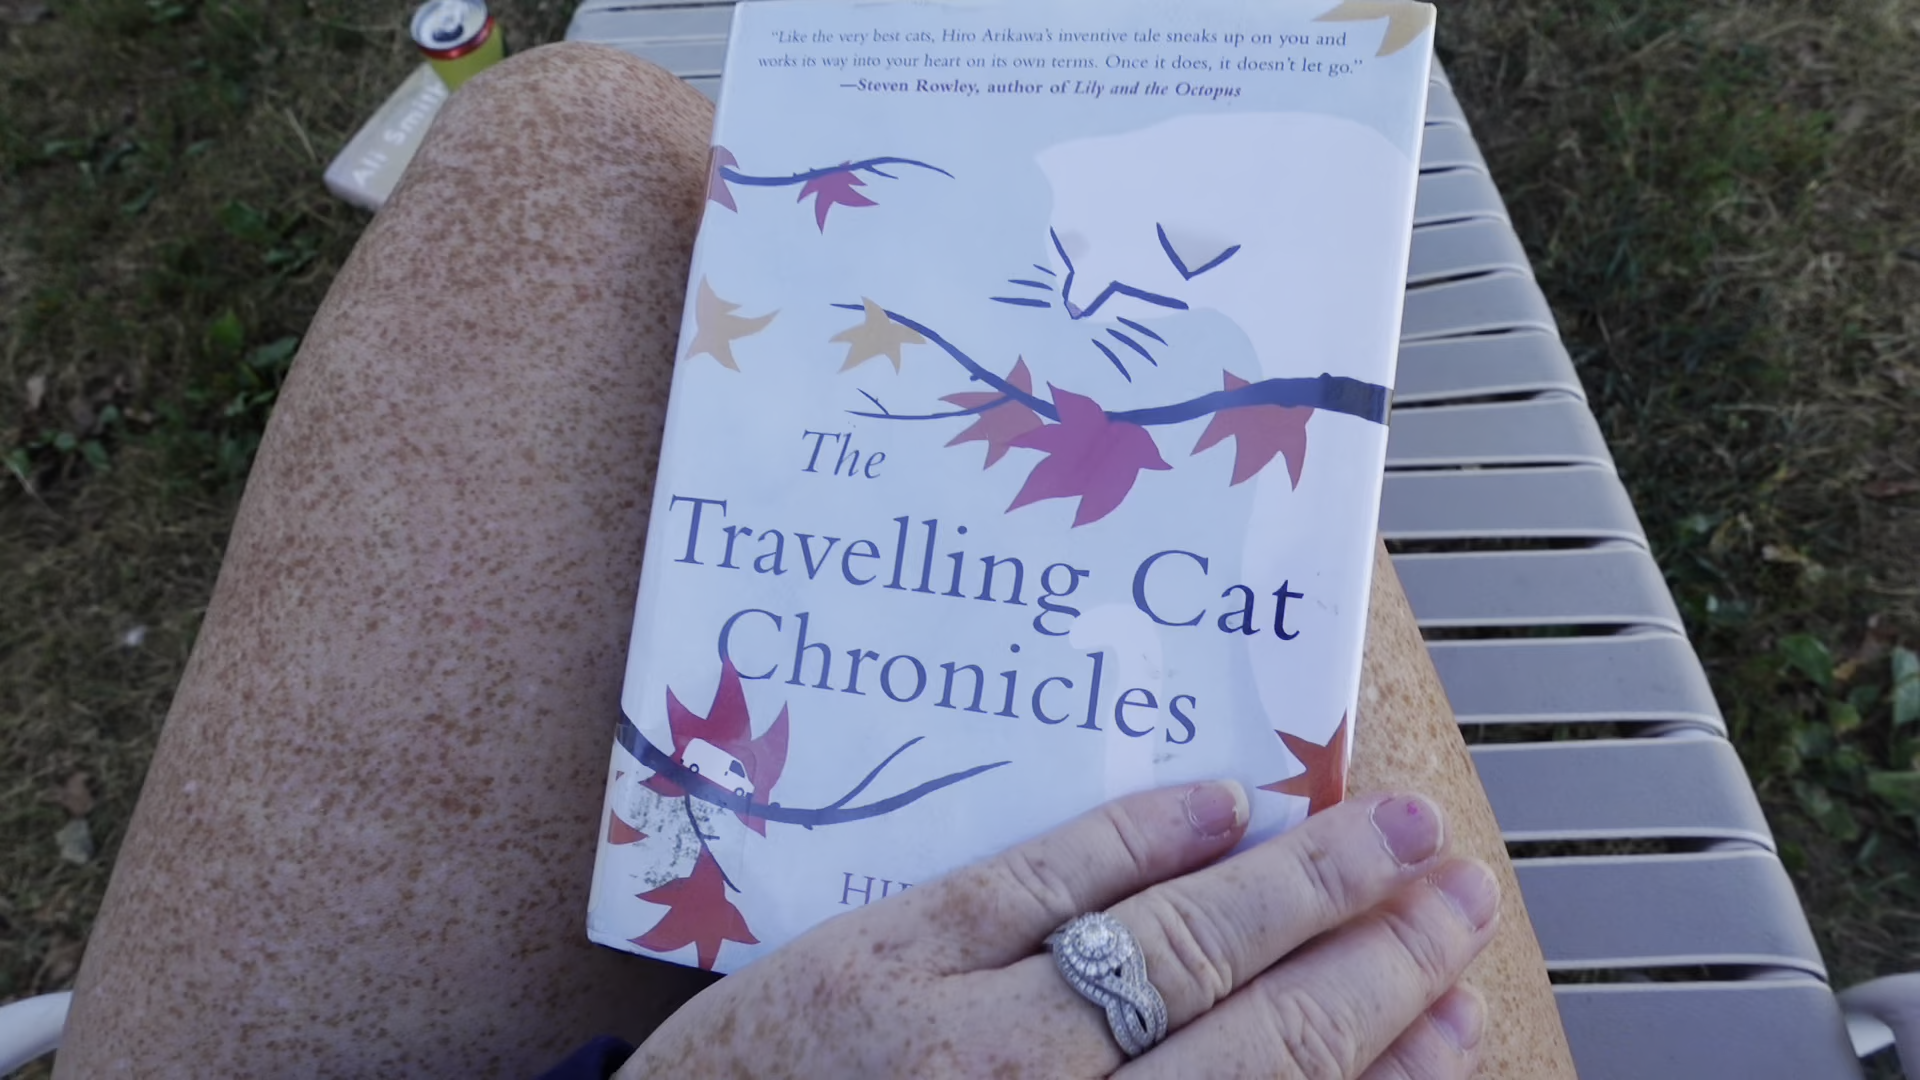 "Like the very best cats, Hiro Arikawa's inventive tale sneaks up on you and
works its way into your heart on its own terms. Once it does, it doesn't let go."
—Steven Rowley, author of Lily and the Octopus
Ali Smith
The
Travelling Cat
Chronicles